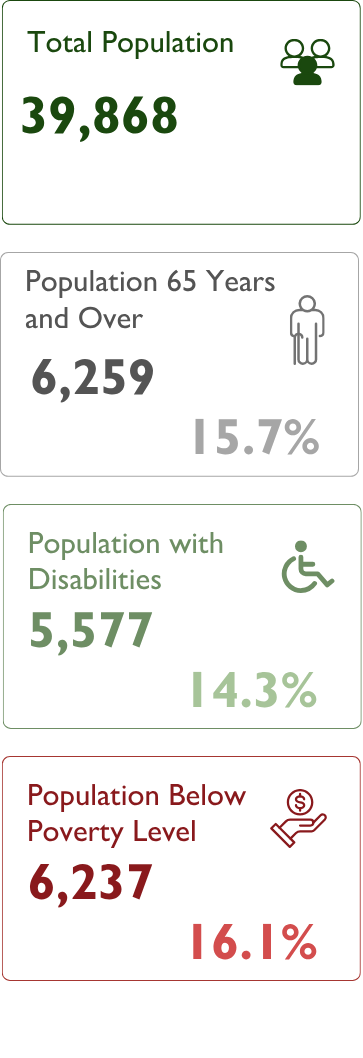 Total Population
39,868
Population 65 Years
and Over
6,259
15.7%
Population with
Disabilities
5,577
14.3%
Population Below
Poverty Level
$
6,237
16.1%